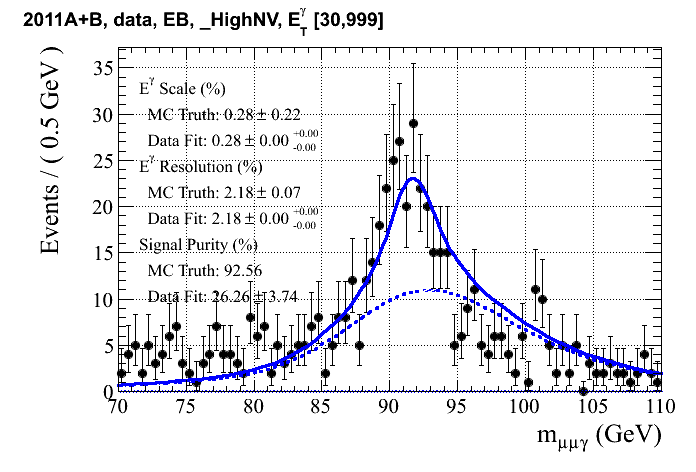 2011A+B, data, EB, _HighNV, E_T^γ [30,999]
Events / ( 0.5 GeV )
35
30
25
20
15
10
5
0
E^γ Scale (%)
MC Truth: 0.28 ± 0.22
Data Fit: 0.28 ± 0.00 +0.00 -0.00
E^γ Resolution (%)
MC Truth: 2.18 ± 0.07
Data Fit: 2.18 ± 0.00 +0.00 -0.00
Signal Purity (%)
MC Truth: 92.56
Data Fit: 26.26 ± 3.74
70 75 80 85 90 95 100 105 110
m_μμγ (GeV)